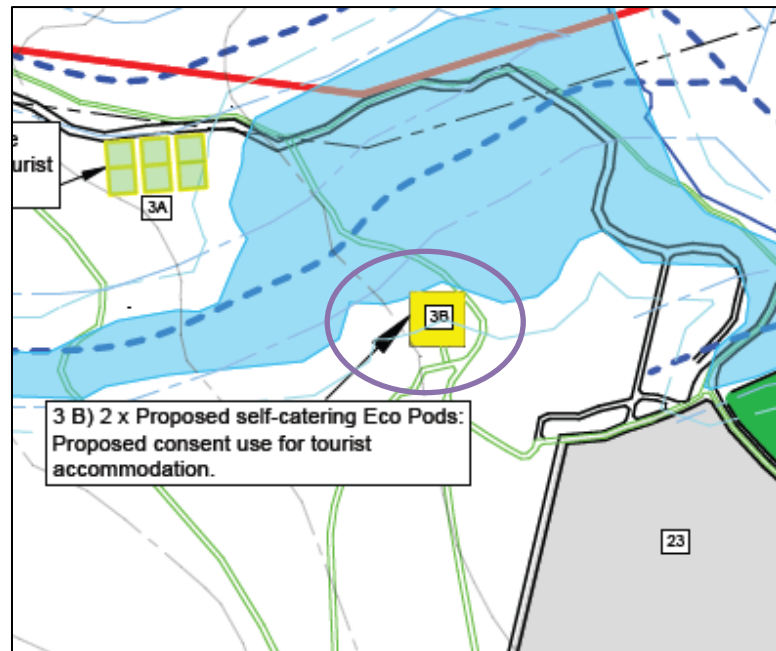 e
urist
3A
3B
3 B) 2 x Proposed self-catering Eco Pods:
Proposed consent use for tourist
accommodation.
23